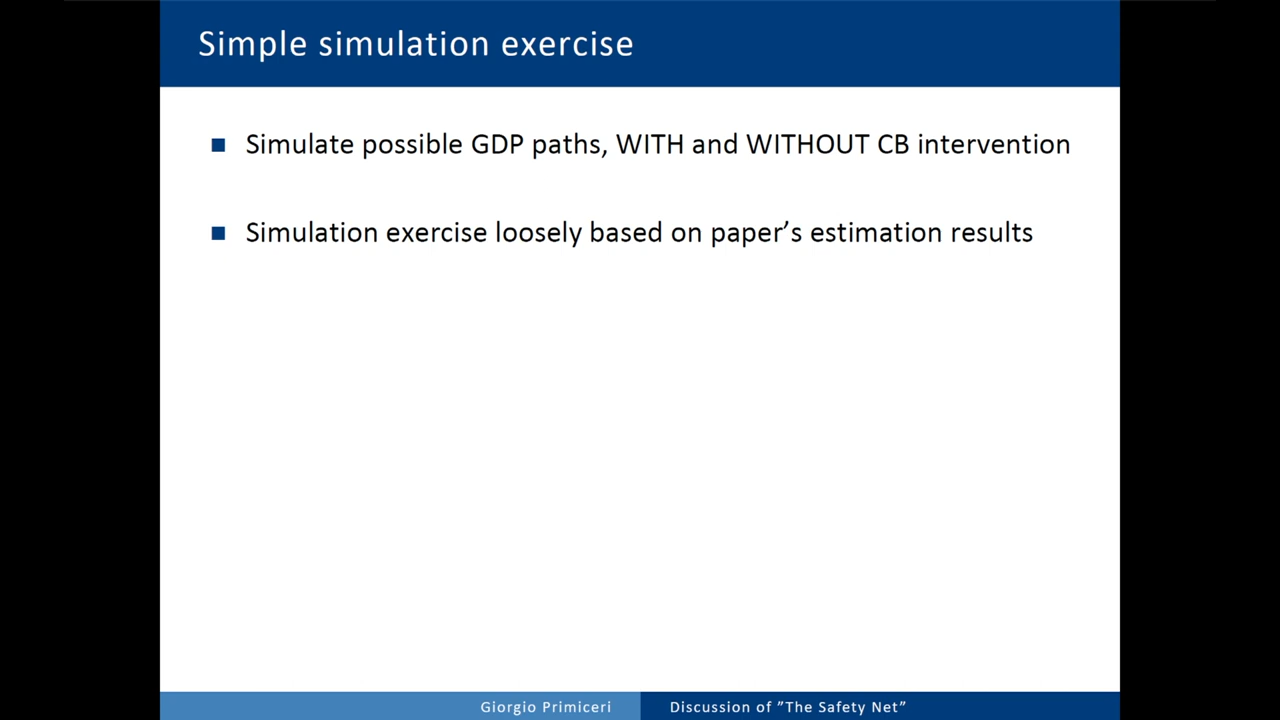 Simple simulation exercise
Simulate possible GDP paths, WITH and WITHOUT CB intervention
Simulation exercise loosely based on paper’s estimation results
Giorgio Primiceri
Discussion of ”The Safety Net”